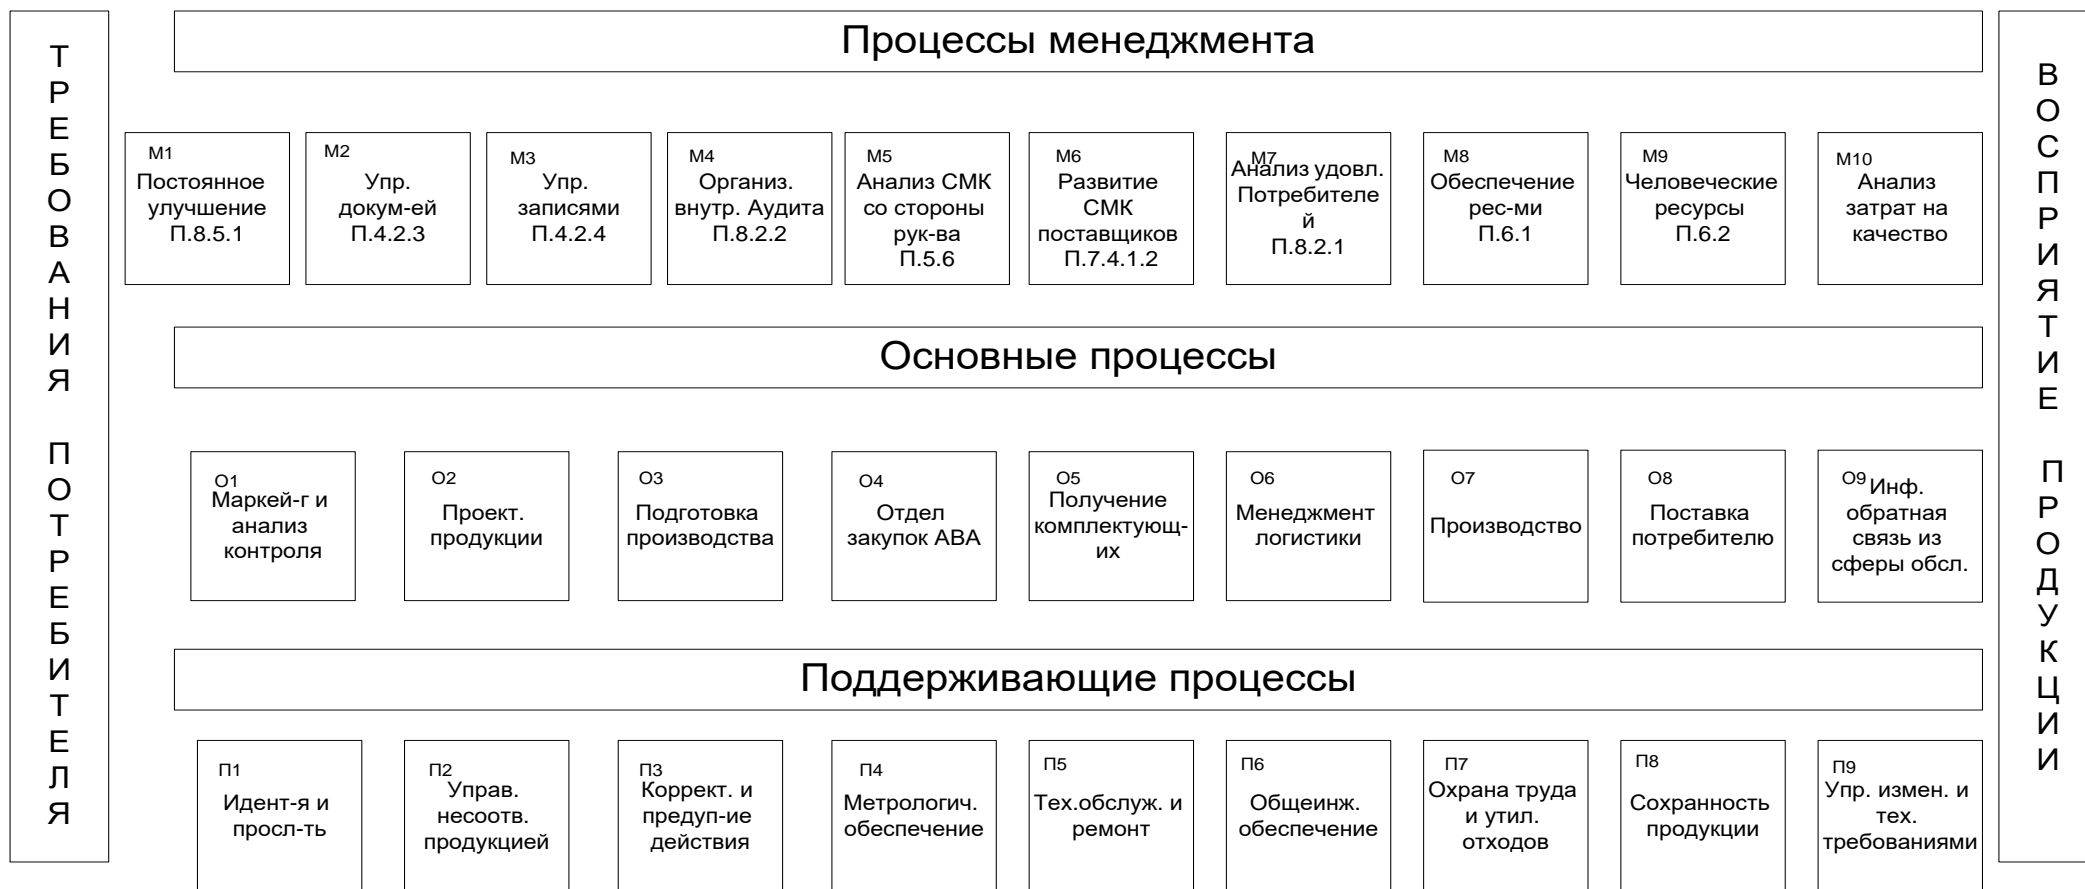 ТРЕБОВАНИЯ ПОТРЕБИТЕЛЯ
Процессы менеджмента
М1
Постоянное
улучшение
П.8.5.1
М2
Упр.
докум-ей
П.4.2.3
М3
Упр.
записями
П.4.2.4
М4
Организ.
внутр. Аудита
П.8.2.2
М5
Анализ СМК
со стороны
рук-ва
П.5.6
М6
Развитие
СМК
поставщиков
П.7.4.1.2
М7
Анализ удовл.
Потребителе
й
П.8.2.1
М8
Обеспечение
рес-ми
П.6.1
М9
Человеческие
ресурсы
П.6.2
М10
Анализ
затрат на
качество
Основные процессы
О1
Маркей-г и
анализ
контроля
О2
Проект.
продукции
О3
Подготовка
производства
О4
Отдел
закупок АВА
О5
Получение
комплектующ-
их
О6
Менеджмент
логистики
О7
Производство
О8
Поставка
потребителю
О9
Инф.
обратная
связь из
сферы обсл.
Поддерживающие процессы
П1
Идент-я и
просл-ть
П2
Управ.
несоотв.
продукцией
П3
Коррект. и
предуп-ие
действия
П4
Метрологич.
обеспечение
П5
Тех.обслуж. и
ремонт
П6
Общеинж.
обеспечение
П7
Охрана труда
и утил.
отходов
П8
Сохранность
продукции
П9
Упр. измен. и
тех.
требованиями
ВОСПРИЯТИЕ ПРОДУКЦИИ